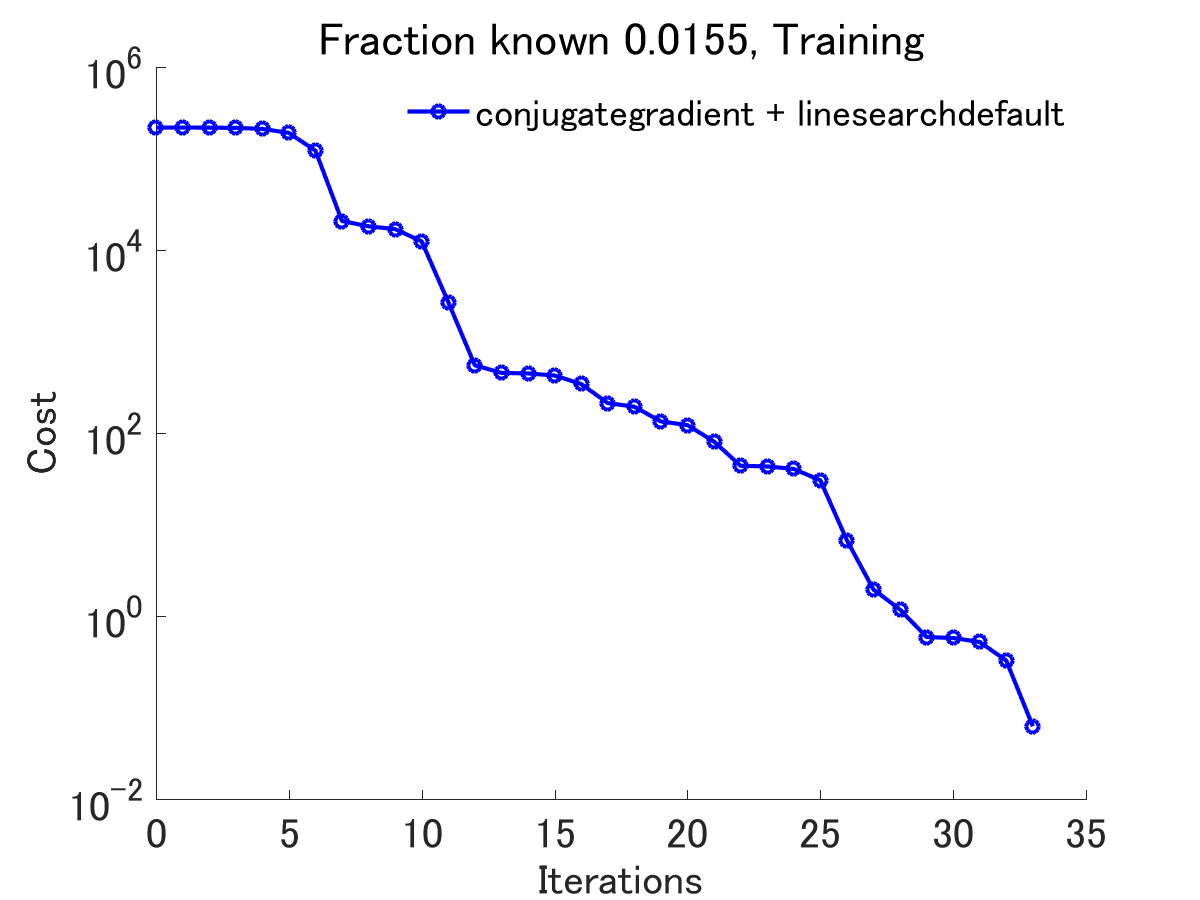 Fraction known 0.0155, Training
conjugategradient + linesearchdefault
10^6
10^4
10^2
10^0
10^-2
Cost
0 5 10 15 20 25 30 35
Iterations